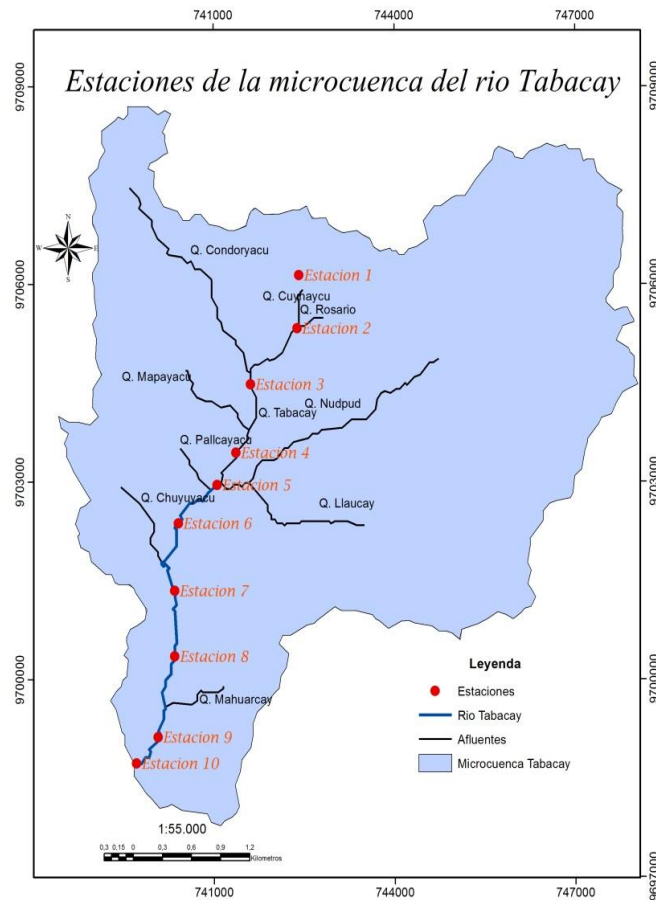 741000 744000 747000
9709000 9709000
Estaciones de la microcuenca del rio Tabacay
N
W E
S
Q. Condoryacu
9706000 9706000
Estacion 1
Q. Cuyhaycu
Q. Rosario
Estacion 2
Q. Mapayacu
Estacion 3
Q. Nudpud
Q. Tabacay
Q. Pallcayacu
Estacion 4
9703000 9703000
Estacion 5
Q. Chuyuyacu
Q. Llaucay
Estacion 6
Estacion 7
Estacion 8
9700000 9700000
Leyenda
Estaciones
Q. Mahuarcay
Rio Tabacay
Estacion 9
Afluentes
Estacion 10
Microcuenca Tabacay
1:55.000
0,3 0,15 0 0,3 0,6 0,9 1,2
Kilometros
9697000
741000 744000 747000